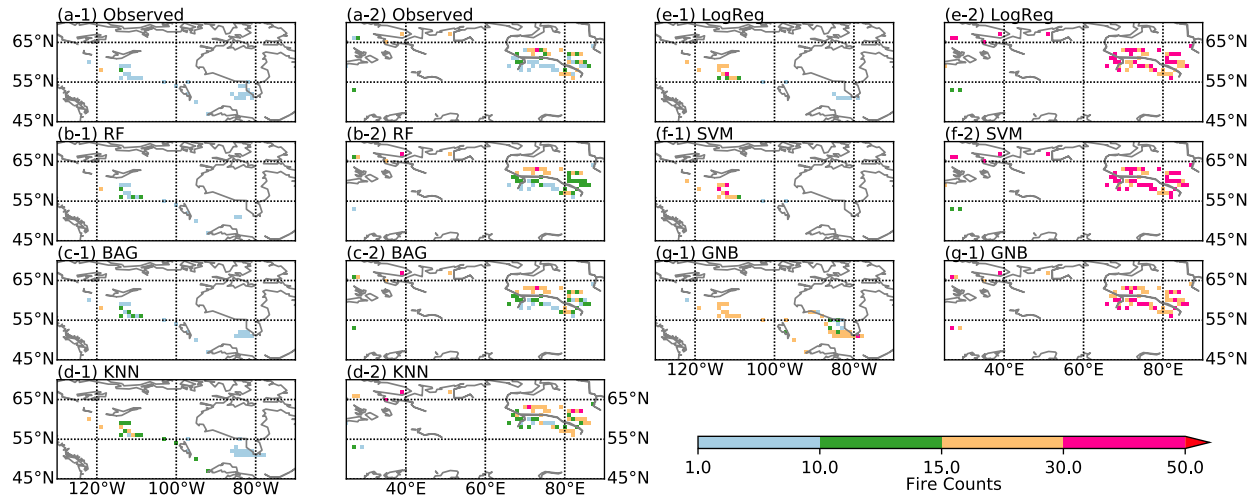 (a-1) Observed
(a-2) Observed
(e-1) LogReg
(e-2) LogReg
65°N
55°N
45°N
65°N
55°N
45°N
(b-1) RF
(b-2) RF
(f-1) SVM
(f-2) SVM
65°N
55°N
45°N
65°N
55°N
45°N
(c-1) BAG
(c-2) BAG
(g-1) GNB
(g-1) GNB
65°N
55°N
45°N
65°N
55°N
45°N
120°W 100°W 80°W
40°E 60°E 80°E
(d-1) KNN
(d-2) KNN
65°N
55°N
45°N
65°N
55°N
45°N
120°W 100°W 80°W
40°E 60°E 80°E
1.0 10.0 15.0 30.0 50.0
Fire Counts